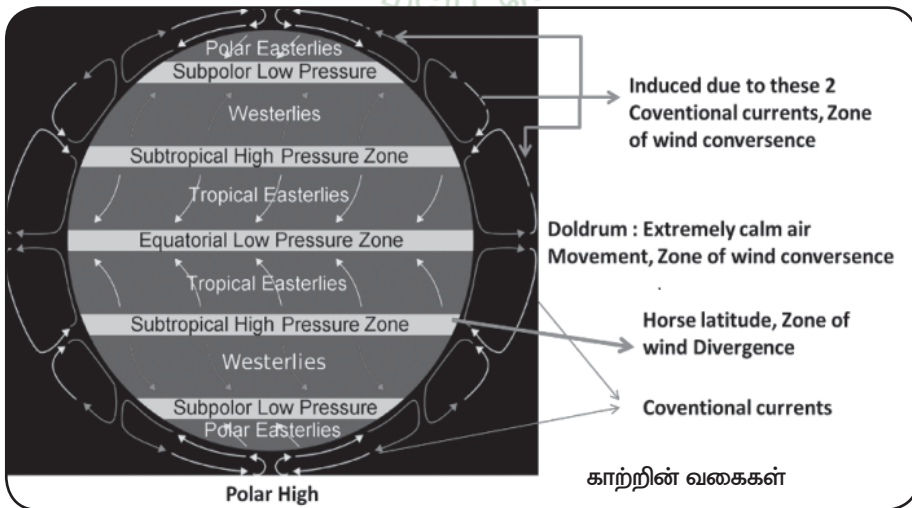 Polar Easterlies
Subpolor Low Pressure
Westerlies
Subtropical High Pressure Zone
Tropical Easterlies
Equatorial Low Pressure Zone
Tropical Easterlies
Subtropical High Pressure Zone
Westerlies
Subpolor Low Pressure
Polar Easterlies
Polar High
Induced due to these 2
Coventional currents, Zone
of wind conversence
Doldrum : Extremely calm air
Movement, Zone of wind conversence
.
Horse latitude, Zone of
wind Divergence
Coventional currents
காற்றின் வகைகள்